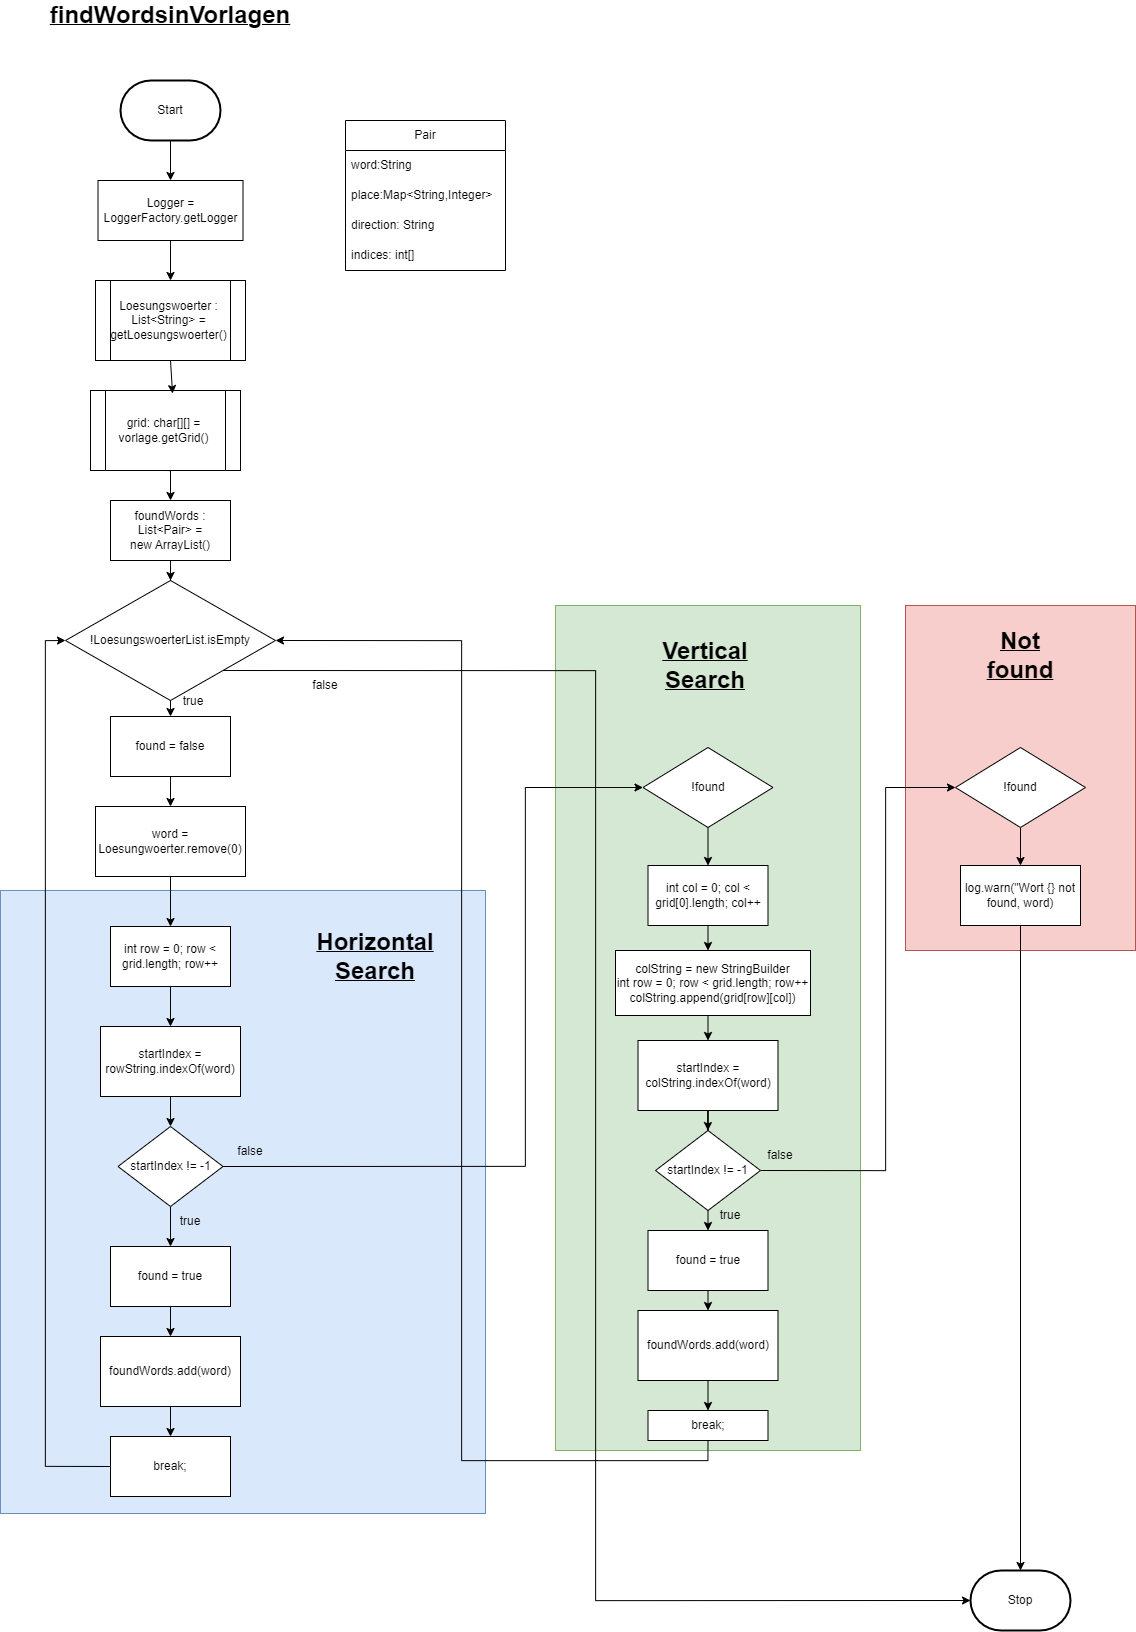 findWordsinVorlagen
Start
Logger =
LoggerFactory.getLogger
Pair
word:String
place:Map<String,Integer>
direction: String
indices: int[]
Loesungswoerter :
List<String> =
getLoesungswoerter()
grid: char[][] =
vorlage.getGrid()
foundWords :
List<Pair> =
new ArrayList()
!LoesungswoerterList.isEmpty
false
true
found = false
word =
Loesungwoerter.remove(0)
Horizontal
Search
int row = 0; row <
grid.length; row++
startIndex =
rowString.indexOf(word)
startIndex != -1
false
true
found = true
foundWords.add(word)
break;
Vertical
Search
!found
int col = 0; col <
grid[0].length; col++
colString = new StringBuilder
int row = 0; row < grid.length; row++
colString.append(grid[row][col])
startIndex =
colString.indexOf(word)
startIndex != -1
false
true
found = true
foundWords.add(word)
break;
Not
found
!found
log.warn("Wort {} not
found, word)
Stop